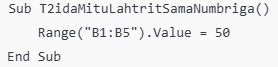 Sub T2idaMituLahtritSamaNumbriga()
    Range("B1:B5").Value = 50
End Sub